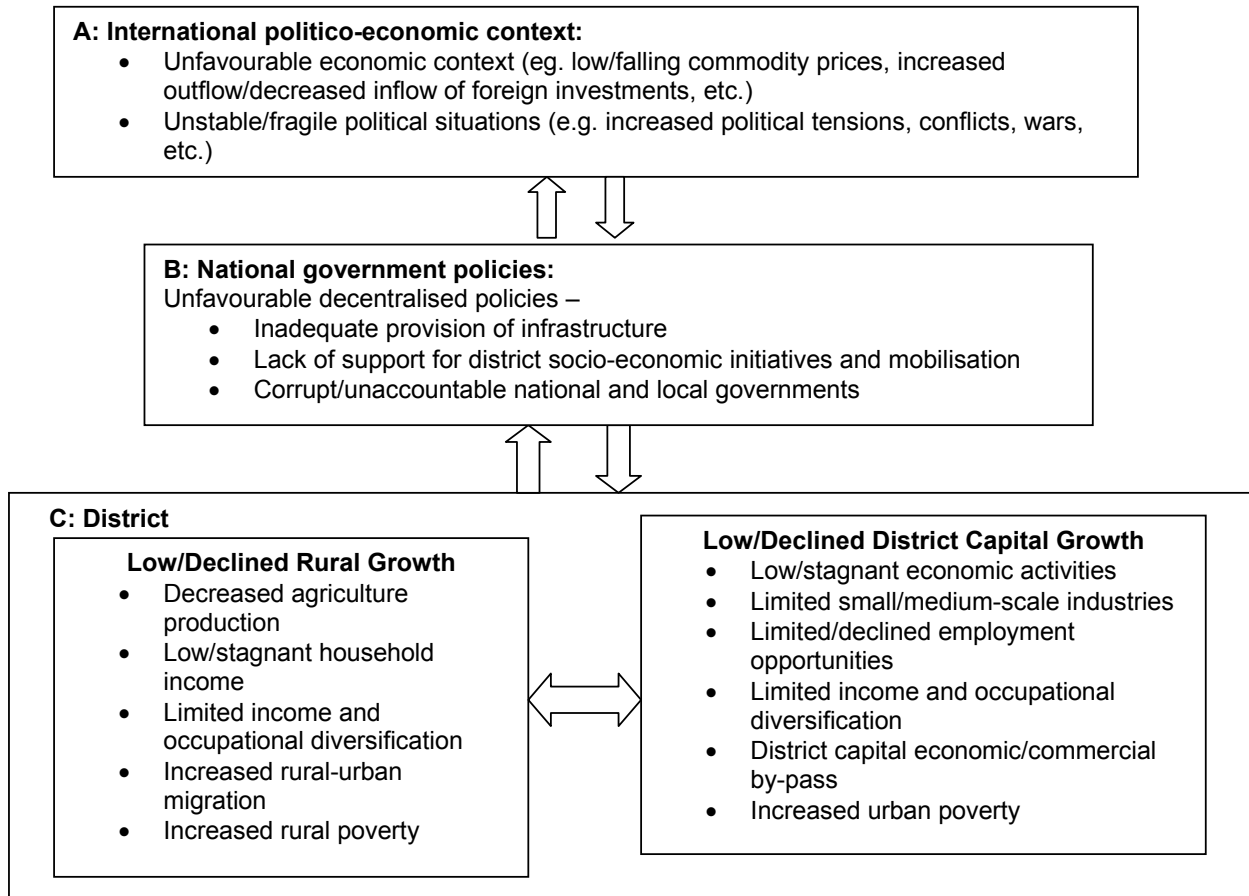 A: International politico-economic context:
• Unfavourable economic context (eg. low/falling commodity prices, increased
outflow/decreased inflow of foreign investments, etc.)
• Unstable/fragile political situations (e.g. increased political tensions, conflicts, wars,
etc.)
B: National government policies:
Unfavourable decentralised policies –
• Inadequate provision of infrastructure
• Lack of support for district socio-economic initiatives and mobilisation
• Corrupt/unaccountable national and local governments
C: District
Low/Declined Rural Growth
• Decreased agriculture
production
• Low/stagnant household
income
• Limited income and
occupational diversification
• Increased rural-urban
migration
• Increased rural poverty
Low/Declined District Capital Growth
• Low/stagnant economic activities
• Limited small/medium-scale industries
• Limited/declined employment
opportunities
• Limited income and occupational
diversification
• District capital economic/commercial
by-pass
• Increased urban poverty